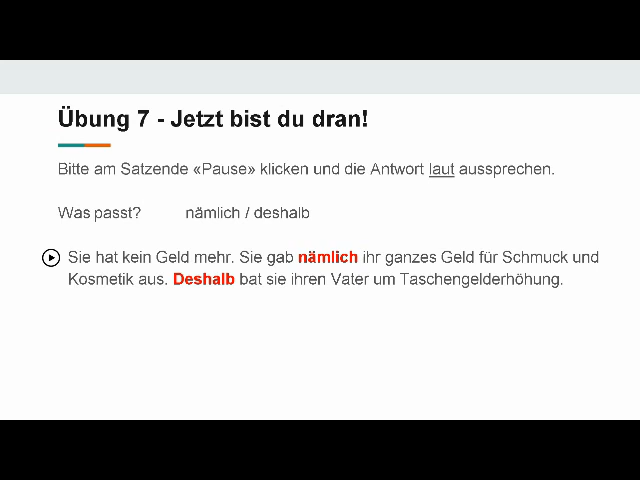 Übung 7 - Jetzt bist du dran!
Bitte am Satzende «Pause» klicken und die Antwort laut aussprechen.
Was passt? nämlich / deshalb
Sie hat kein Geld mehr. Sie gab nämlich ihr ganzes Geld für Schmuck und
Kosmetik aus. Deshalb bat sie ihren Vater um Taschengelderhöhung.